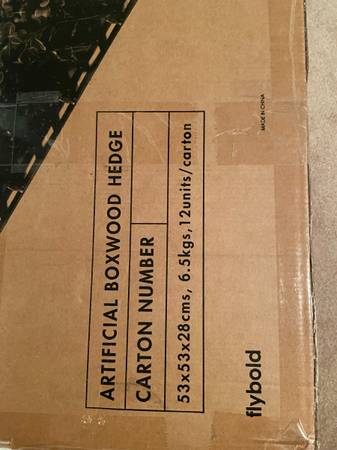 ARTIFICIAL BOXWOOD HEDGE
CARTON NUMBER
53x53x28cms, 6.5kgs,12units/carton
flybold
MADE IN CHINA